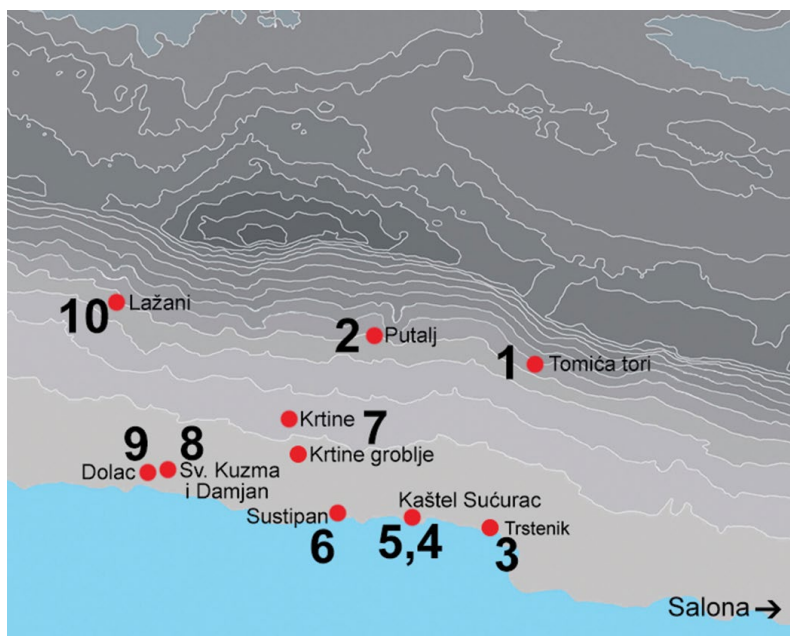 10 Lažani
2 Putalj
1 Tomića tori
Krtine 7
Krtine groblje
9
8
Dolac
Sv. Kuzma
i Damjan
Kaštel Sućurac
Sustipan
6
5,4
Trstenik
3
Salona →